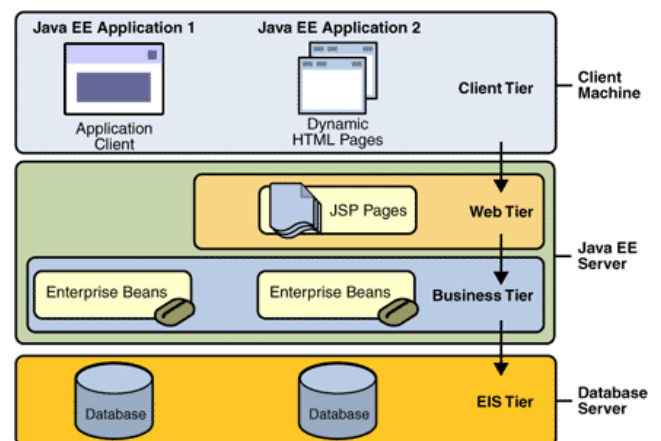 Java EE Application 1
Java EE Application 2
Client Tier
Client
Machine
Application
Client
Dynamic
HTML Pages
JSP Pages
Web Tier
Java EE
Server
Enterprise Beans
Enterprise Beans
Business Tier
Database
Database
EIS Tier
Database
Server